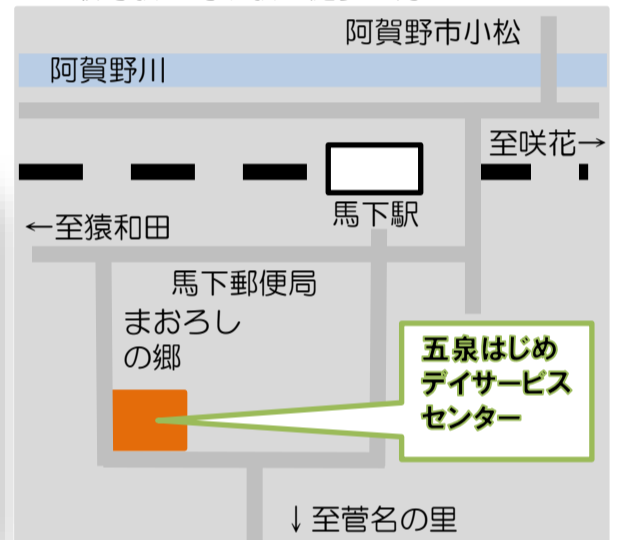 阿賀野市小松
阿賀野川
至咲花→
馬下駅
←至猿和田
馬下郵便局
まおろし
の郷
五泉はじめ
デイサービス
センター
↓至菅名の里